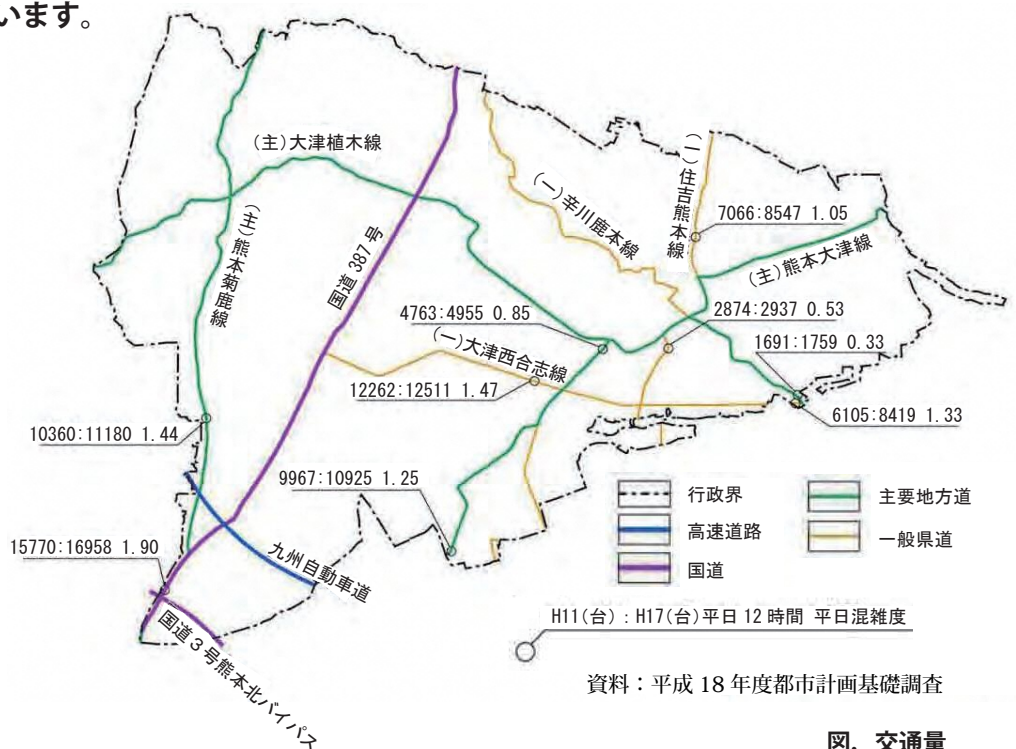 います。
(主)大津植木線
(主)熊本菊鹿線
国道387号
(一)辛川鹿本線
(一)住吉熊本線
7066:8547 1.05
(主)熊本大津線
4763:4955 0.85
2874:2937 0.53
(一)大津西合志線
1691:1759 0.33
12262:12511 1.47
6105:8419 1.33
10360:11180 1.44
9967:10925 1.25
15770:16958 1.90
九州自動車道
国道3号熊本北バイパス
行政界
主要地方道
高速道路
一般県道
国道
H11(台):H17(台)平日12時間 平日混雑度
資料:平成18年度都市計画基礎調査
図. 交通量